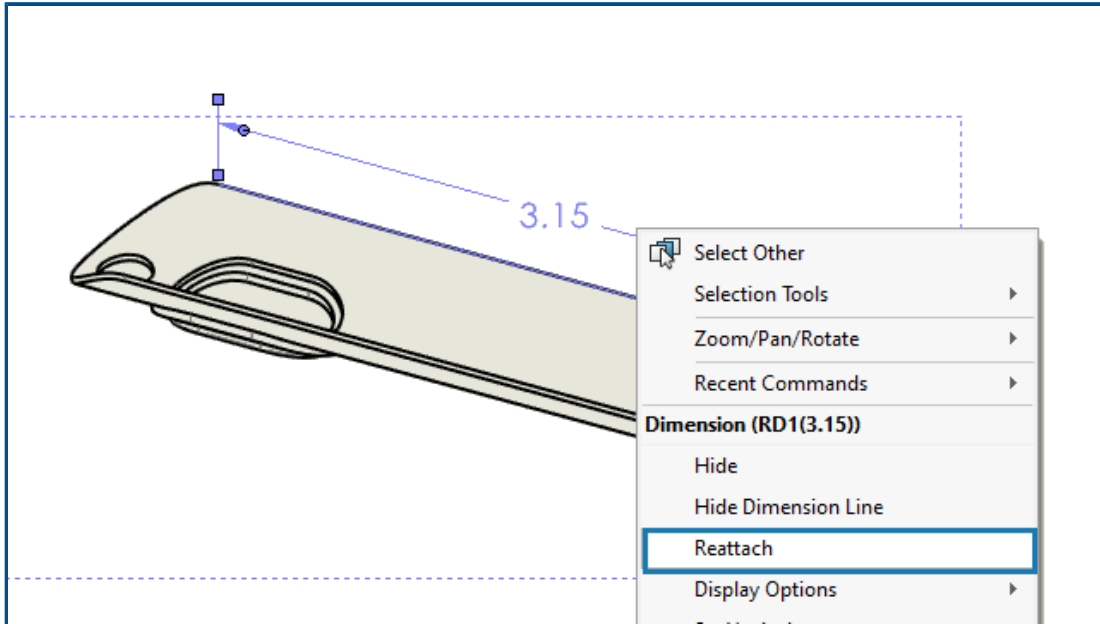 3.15
Select Other
Selection Tools
Zoom/Pan/Rotate
Recent Commands
Dimension (RD1(3.15))
Hide
Hide Dimension Line
Reattach
Display Options